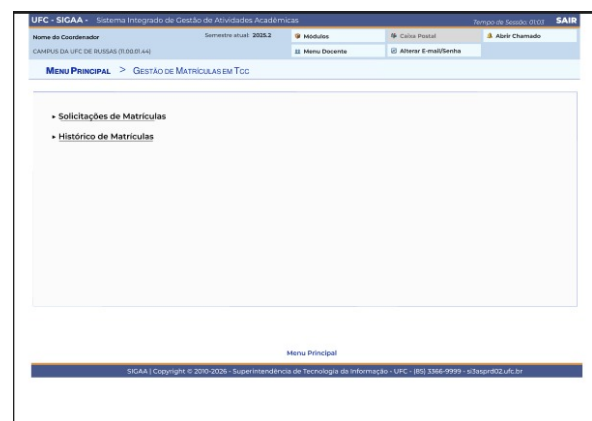 UFC - SIGAA - Sistema Integrado de Gestão de Atividades Acadêmicas
Tempo de Sessão: 01:03 SAIR
Nome do Coordenador Semestre atual: 2025.2 Módulos Caixa Postal Abrir Chamado
CAMPUS DA UFC DE RUSSAS (11.00.01.44) Menu Docente Alterar E-mail/Senha
MENU PRINCIPAL > GESTÃO DE MATRÍCULAS EM TCC
Solicitações de Matrículas
Histórico de Matrículas
Menu Principal
SIGAA | Copyright © 2010-2026 - Superintendência de Tecnologia da Informação - UFC - (85) 3366-9999 - si3asprd02.ufc.br